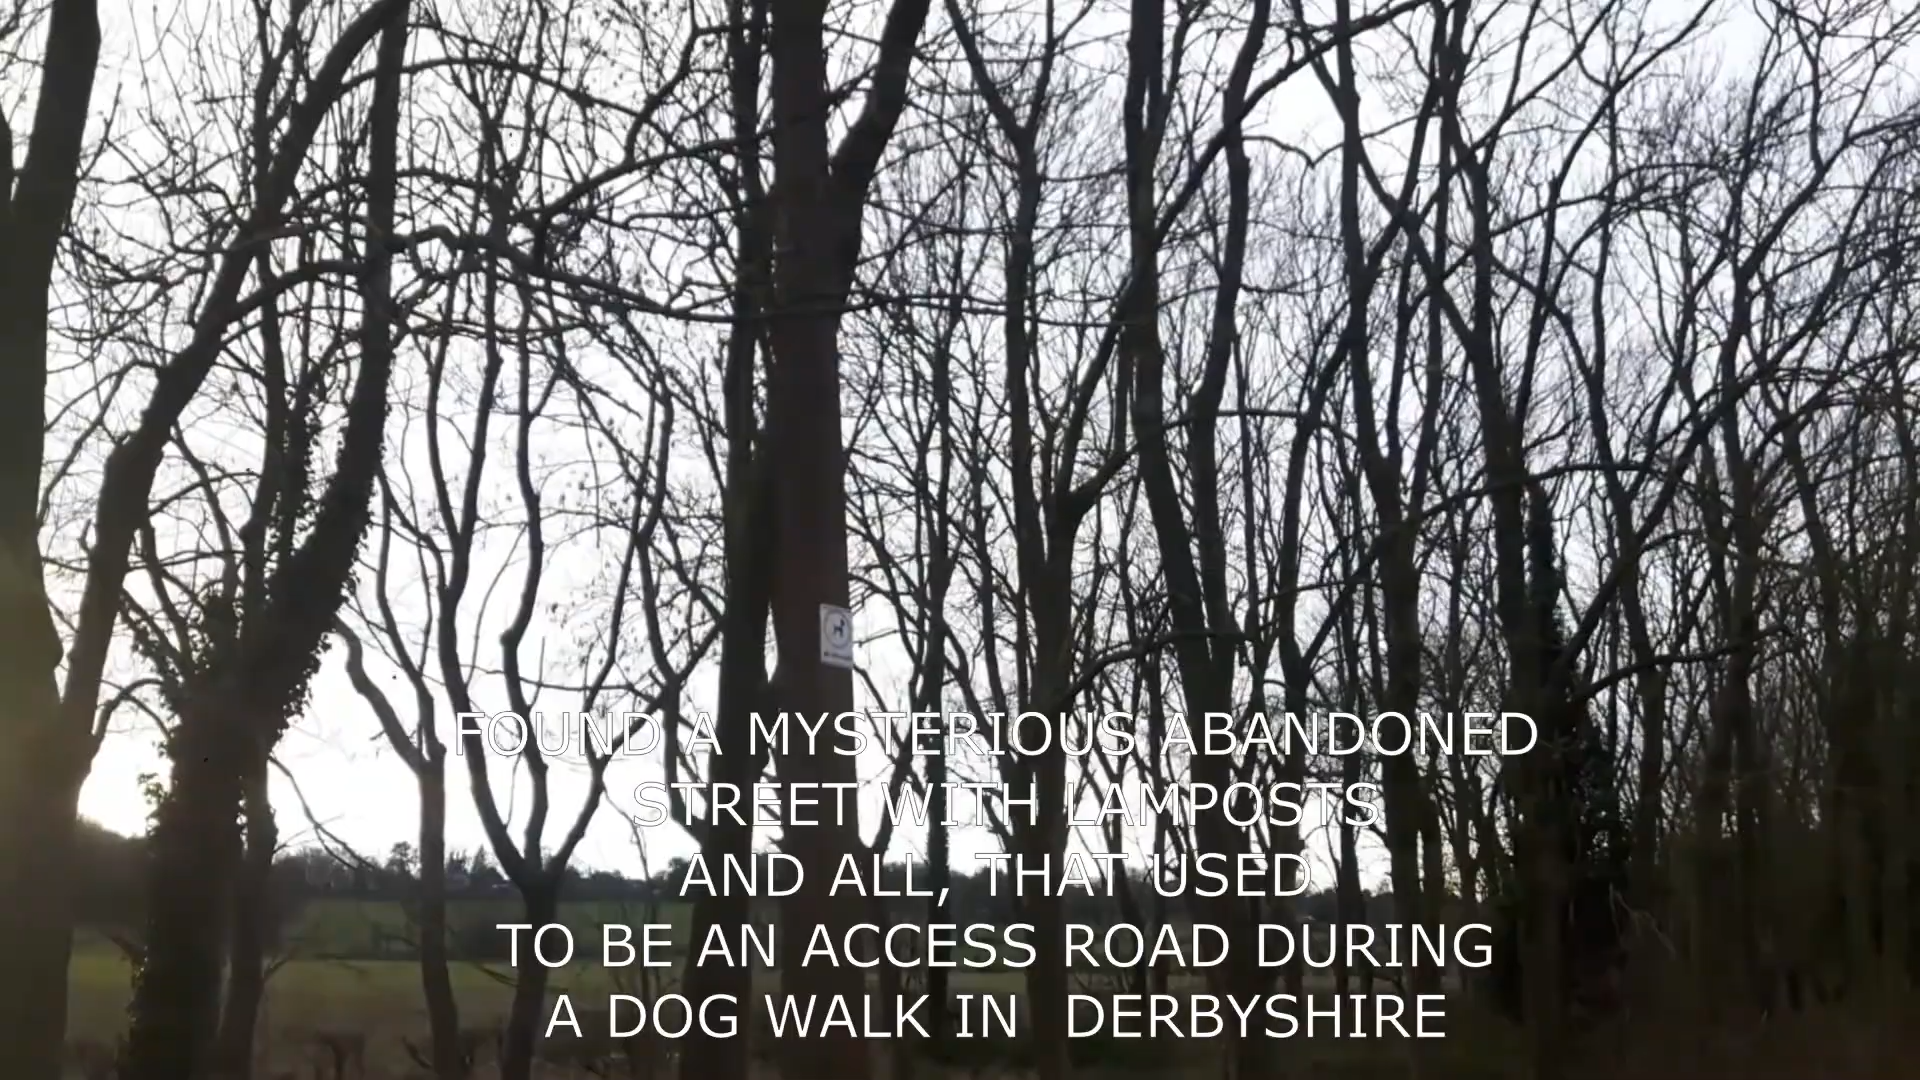 FOUND A MYSTERIOUS ABANDONED
STREET WITH LAMPOSTS
AND ALL, THAT USED
TO BE AN ACCESS ROAD DURING
A DOG WALK IN DERBYSHIRE